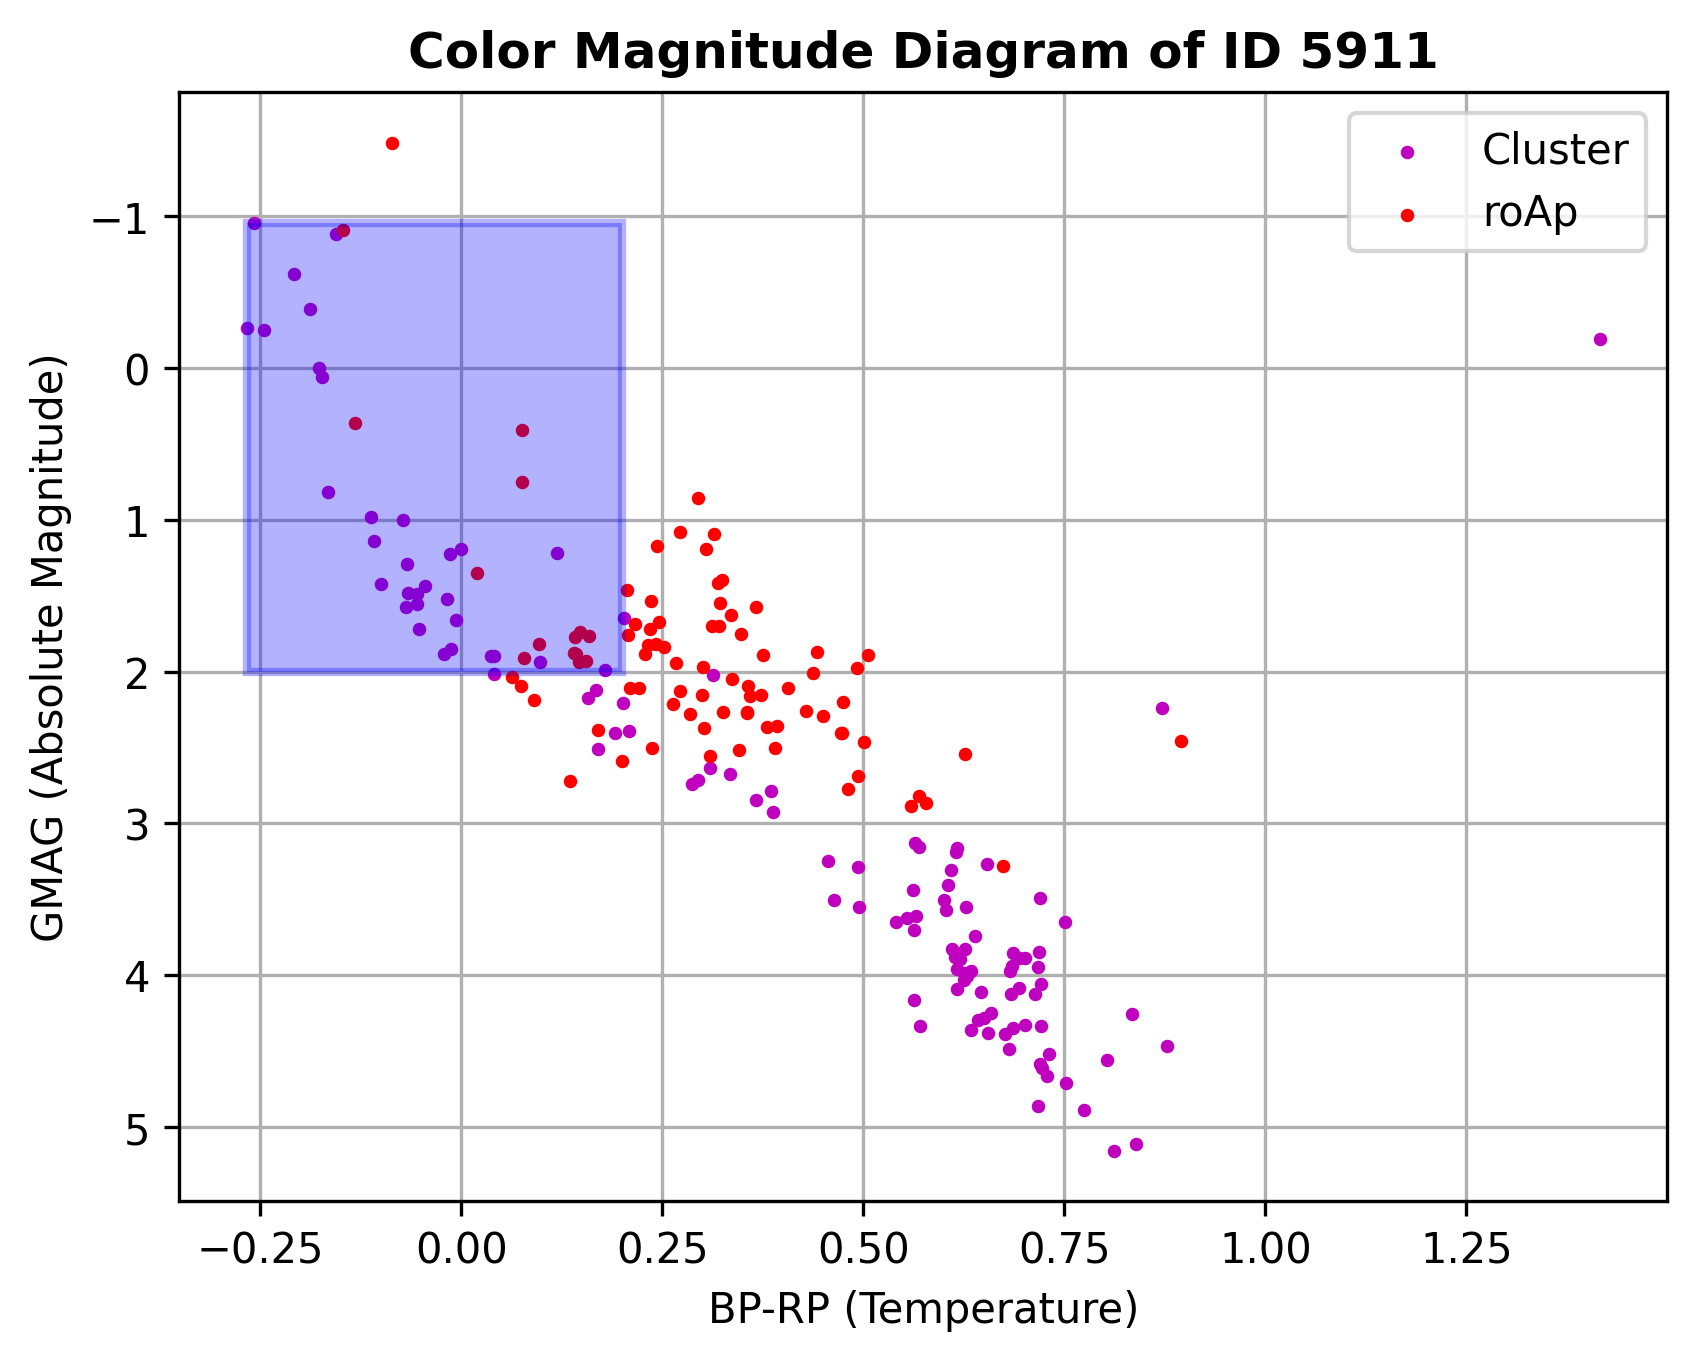 Color Magnitude Diagram of ID 5911
Cluster
roAp
GMAG (Absolute Magnitude)
−1
0
1
2
3
4
5
−0.25 0.00 0.25 0.50 0.75 1.00 1.25
BP-RP (Temperature)